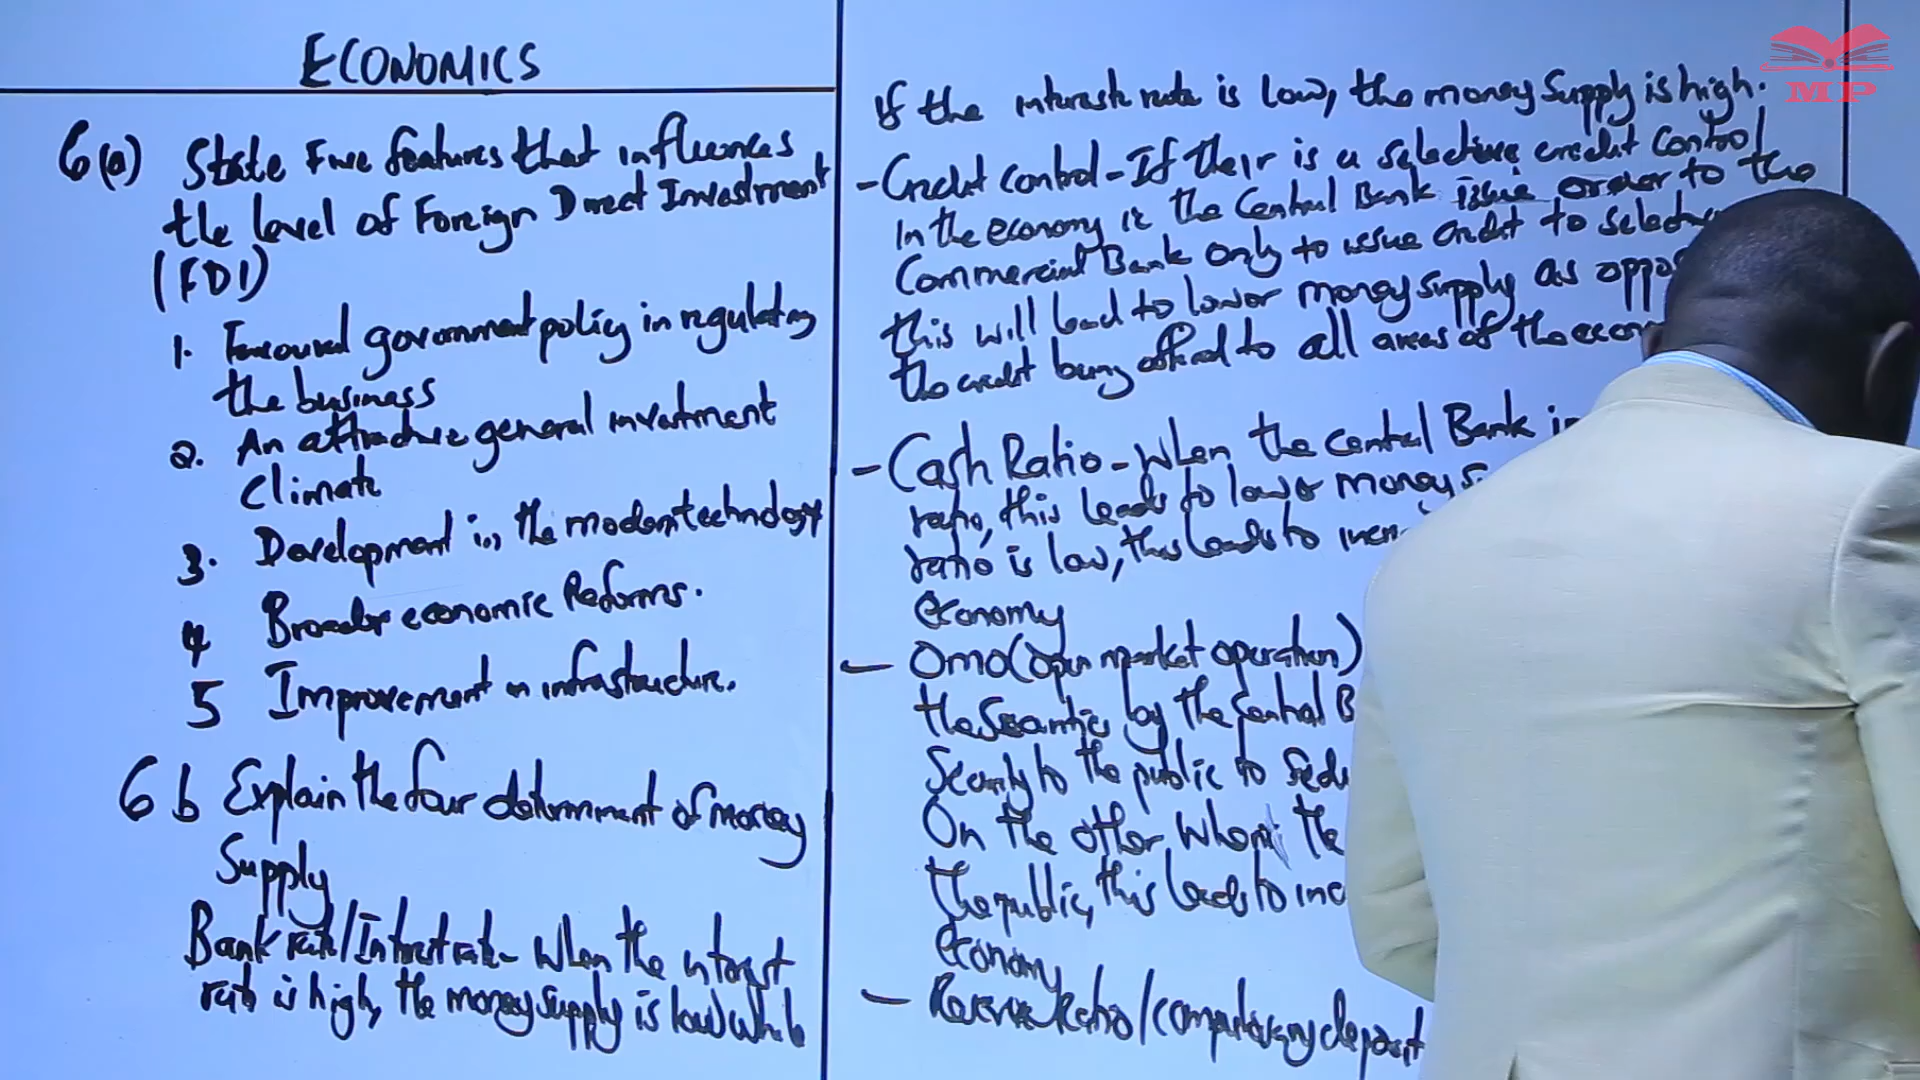 ECONOMICS
6(a) State Five features that influences
the level of Foreign Direct Investment
(FDI)
1. Favoured government policy in regulating
the business
2. An attractive general investment
Climate
3. Development in the modern technology
4 Broader economic Reforms.
5 Improvement in infrastructure.
6 b Explain the four determinent of money
Supply
Bank rate/Intrest rate - When the intrest
rate is high, the money supply is low while
If the interest rate is low, the money supply is high.
- Credit control - If their is a selective credit control
In the economy ie the Central Bank issue order to the
Commercial Bank only to issue credit to
this will lead to lower money supply as
the credit being offered to all areas of the
- Cash Ratio - When the central Bank
ratio, this leads to lower money
ratio is low, this leads to
economy
- OMO (open market operation)
the by the Central
Security to the public to
On the other when the
the public, this leads to
economy
- Reserve Ratio / deposit
MP